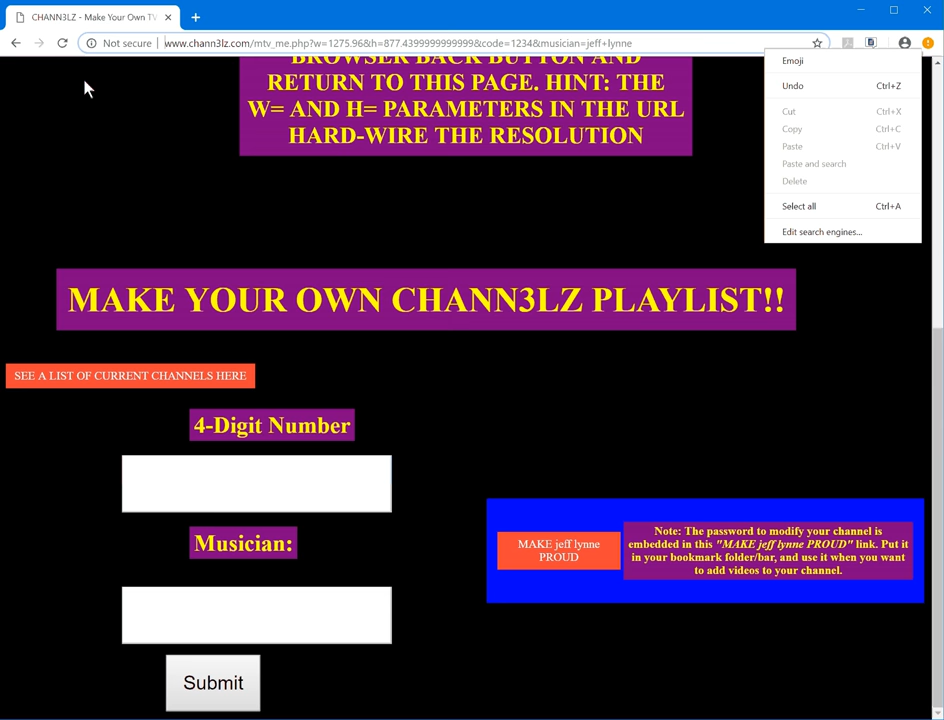 CHANN3LZ - Make Your Own TV
Not secure | www.chann3lz.com/mtv_me.php?w=1275.96&h=877.4399999999999&code=1234&musician=jeff+lynne
Emoji
Undo Ctrl+Z
Cut Ctrl+X
Copy Ctrl+C
Paste Ctrl+V
Paste and search
Delete
Select all Ctrl+A
Edit search engines...
BROWSER BACK BUTTON AND
RETURN TO THIS PAGE. HINT: THE
W= AND H= PARAMETERS IN THE URL
HARD-WIRE THE RESOLUTION
MAKE YOUR OWN CHANN3LZ PLAYLIST!!
SEE A LIST OF CURRENT CHANNELS HERE
4-Digit Number
Musician:
Submit
MAKE jeff lynne
PROUD
Note: The password to modify your channel is
embedded in this "MAKE jeff lynne PROUD" link. Put it
in your bookmark folder/bar, and use it when you want
to add videos to your channel.